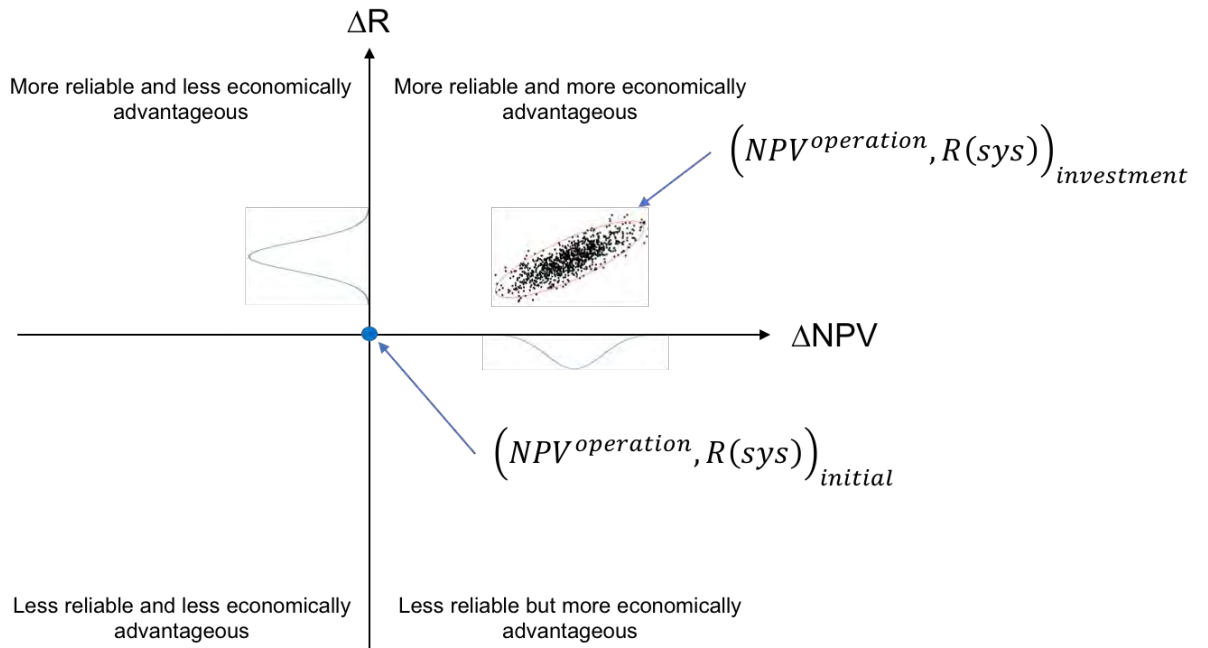 ΔR
More reliable and less economically
advantageous
More reliable and more economically
advantageous
(NPV^operation, R(sys))_investment
ΔNPV
(NPV^operation, R(sys))_initial
Less reliable and less economically
advantageous
Less reliable but more economically
advantageous